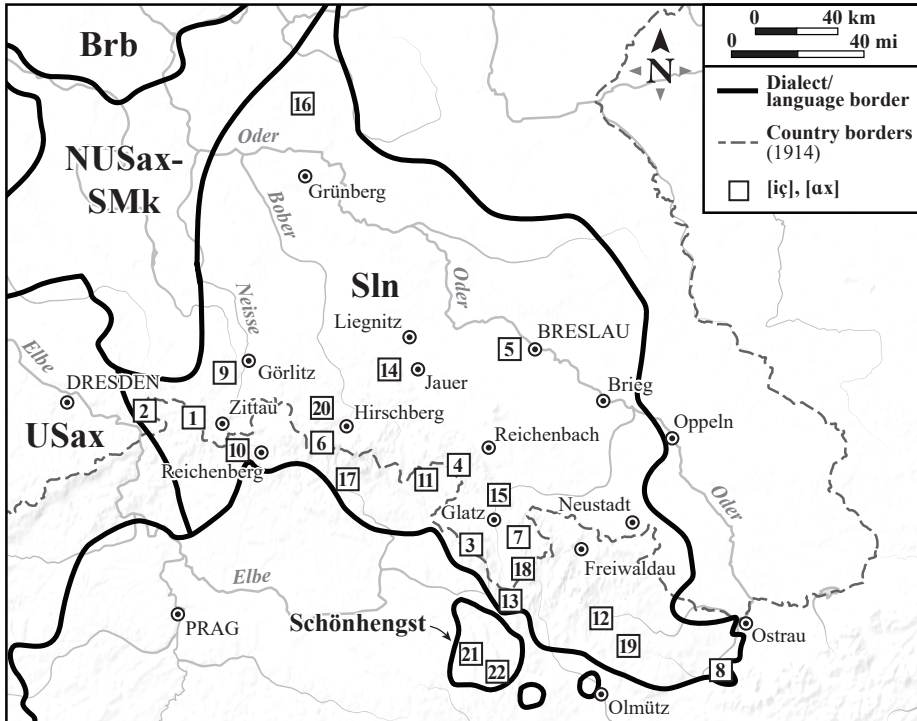 Brb
0 40 km
0 40 mi
N
Dialect/
language border
Country borders
(1914)
[iç], [ɑx]
16
Oder
NUSax-
SMk
Grünberg
Bober
Sln
Oder
Neisse
Liegnitz
BRESLAU
5
Elbe
9
Görlitz
14
Jauer
DRESDEN
2
1
Zittau
20
Hirschberg
Brieg
Oppeln
USax
10
6
Reichenbach
Reichenberg
17
11
4
15
Oder
Glatz
Neustadt
3
7
18
Freiwaldau
Elbe
13
PRAG
12
Ostrau
Schönhengst
21
22
19
8
Olmütz